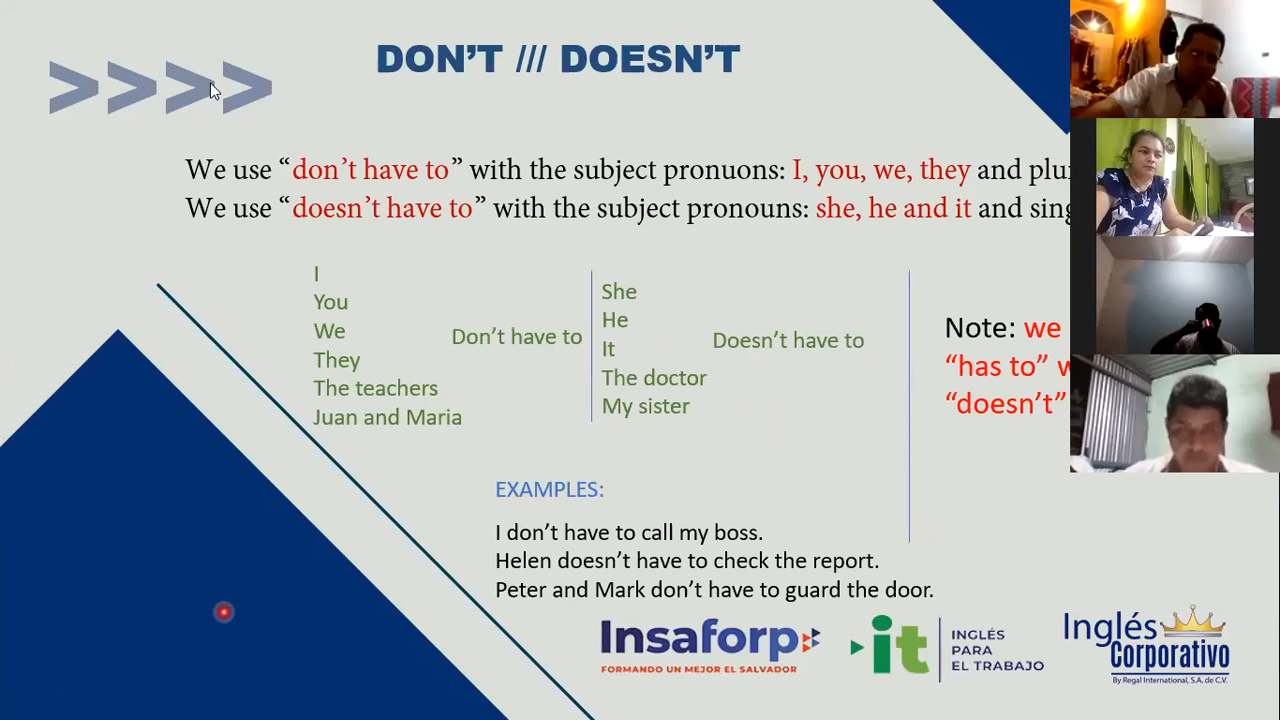 DON'T /// DOESN'T
We use “don't have to” with the subject pronuons: I, you, we, they and
We use “doesn't have to” with the subject pronouns: she, he and it and
I
You
We
They
The teachers
Juan and Maria
Don't have to
She
He
It
The doctor
My sister
Doesn't have to
Note: we
“has to”
“doesn't”
EXAMPLES:
I don't have to call my boss.
Helen doesn't have to check the report.
Peter and Mark don't have to guard the door.
Insaforp
FORMANDO UN MEJOR EL SALVADOR
it
INGLÉS
PARA
EL TRABAJO
Inglés
Corporativo
By Regal International, S.A. de C.V.